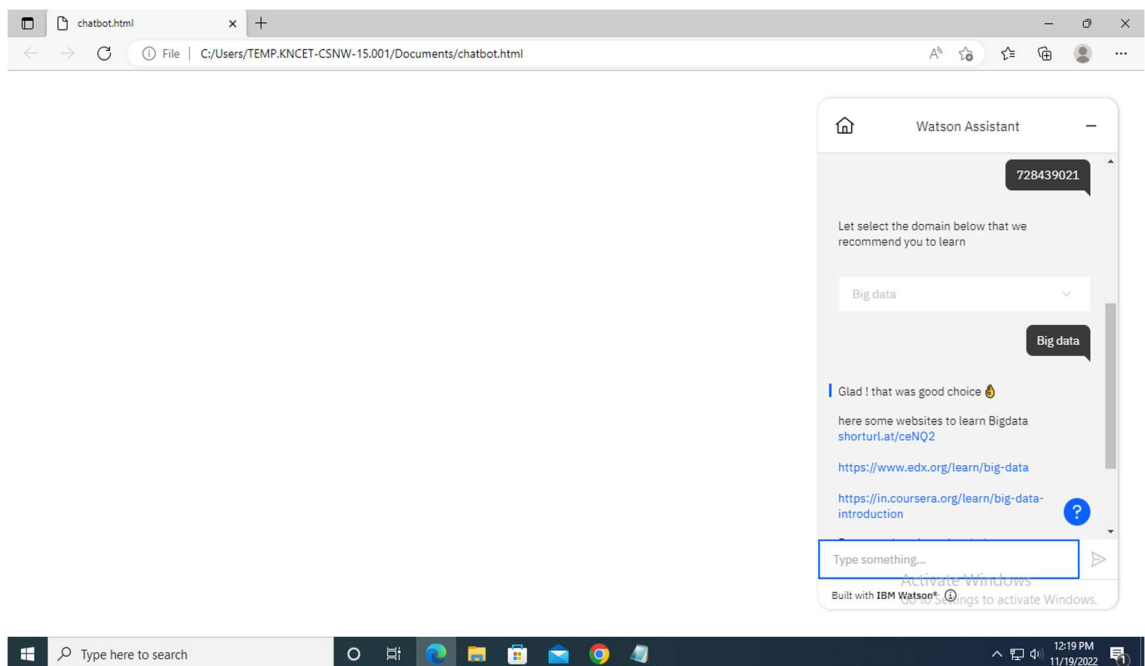 chatbot.html
File | C:/Users/TEMP.KNCET-CSNW-15.001/Documents/chatbot.html
Watson Assistant
728439021
Let select the domain below that we
recommend you to learn
Big data
Big data
Glad ! that was good choice 👌
here some websites to learn Bigdata
shorturl.at/ceNQ2
https://www.edx.org/learn/big-data
https://in.coursera.org/learn/big-data-
introduction
?
Type something...
Activate Windows
Built with IBM Watson®
Go to Settings to activate Windows.
Type here to search
12:19 PM
11/19/2022